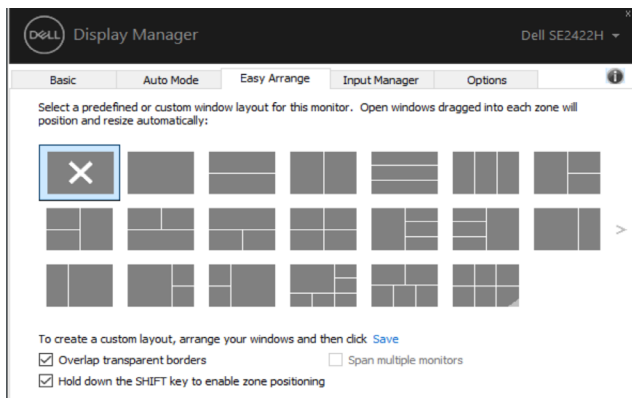 DELL Display Manager
Dell SE2422H
Basic Auto Mode Easy Arrange Input Manager Options
Select a predefined or custom window layout for this monitor. Open windows dragged into each zone will
position and resize automatically:
To create a custom layout, arrange your windows and then click Save
Overlap transparent borders
Span multiple monitors
Hold down the SHIFT key to enable zone positioning